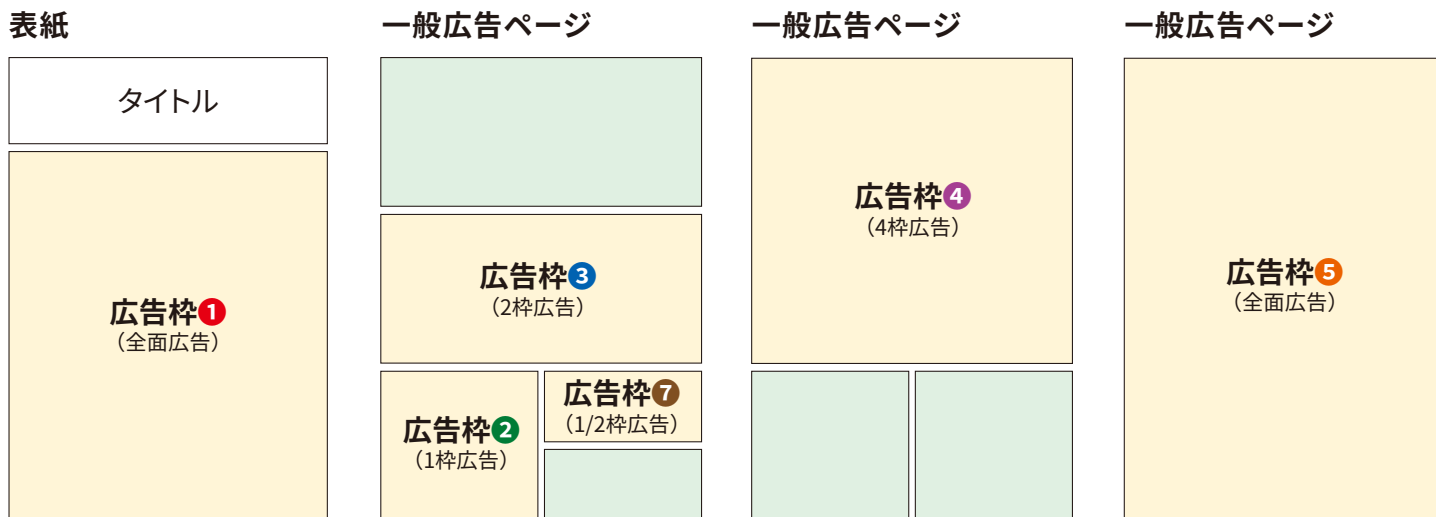 表紙
タイトル
広告枠❶
（全面広告）
一般広告ページ
広告枠❸
（2枠広告）
広告枠❷
（1枠広告）
広告枠❼
（1/2枠広告）
一般広告ページ
広告枠❹
（4枠広告）
一般広告ページ
広告枠❺
（全面広告）